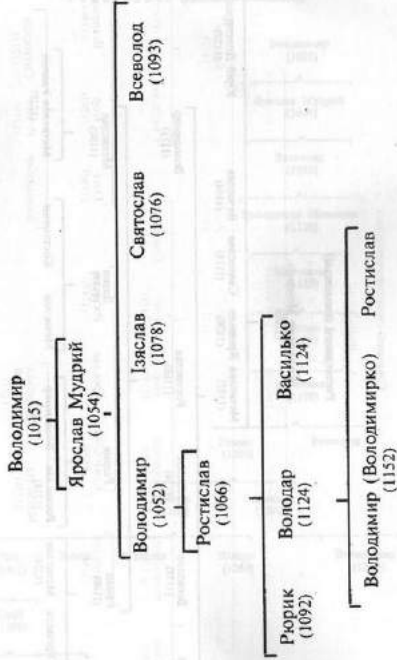 Володимир
(1015)
Ярослав Мудрий
(1054)
Володимир
(1052)
Ізяслав
(1078)
Святослав
(1076)
Всеволод
(1093)
Ростислав
(1066)
Рюрик
(1092)
Володар
(1124)
Василько
(1124)
Володимир (Володимирко)
(1152)
Ростислав